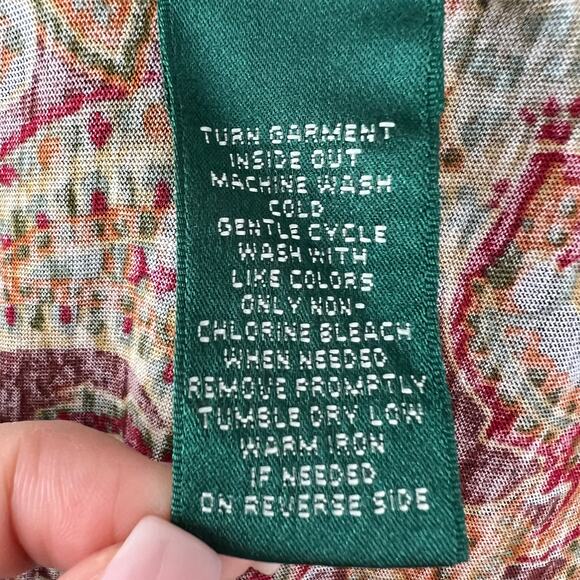 TURN GARMENT
INSIDE OUT
MACHINE WASH
COLD
GENTLE CYCLE
WASH WITH
LIKE COLORS
ONLY NON-
CHLORINE BLEACH
WHEN NEEDED
REMOVE PROMPTLY
TUMBLE DRY LOW
WARM IRON
IF NEEDED
ON REVERSE SIDE